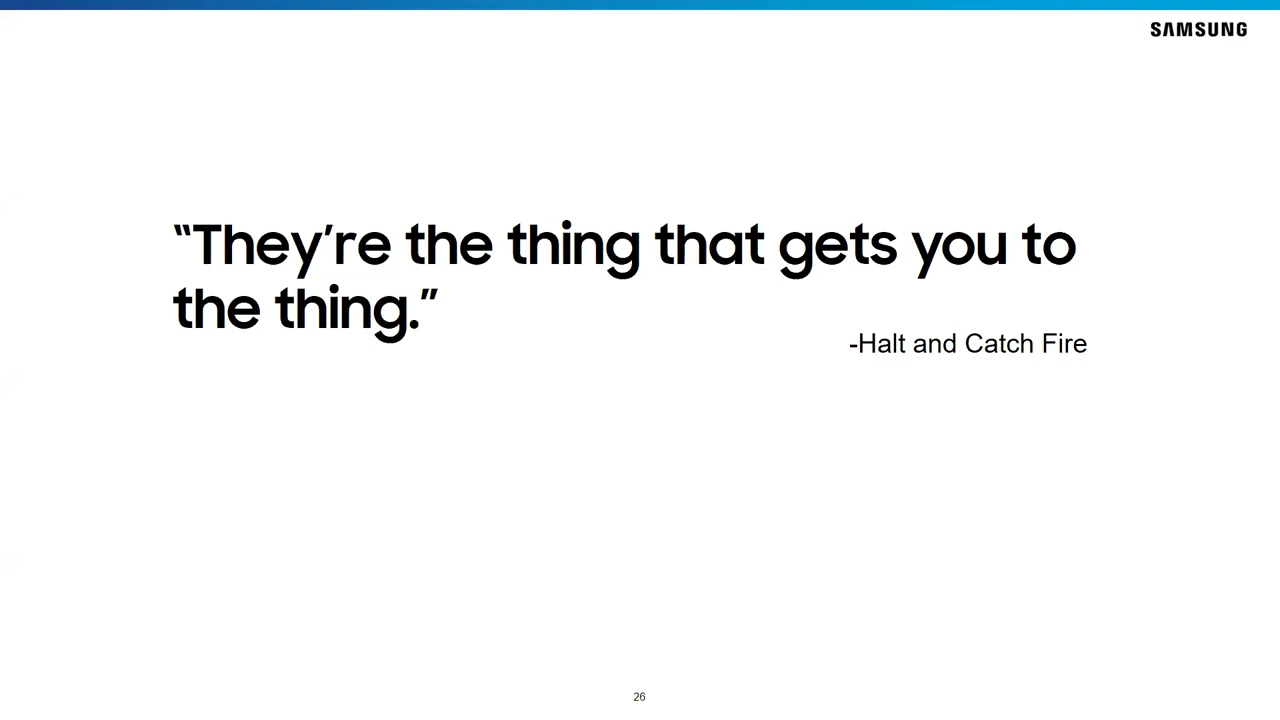 SAMSUNG
“They’re the thing that gets you to
the thing.”
-Halt and Catch Fire
26